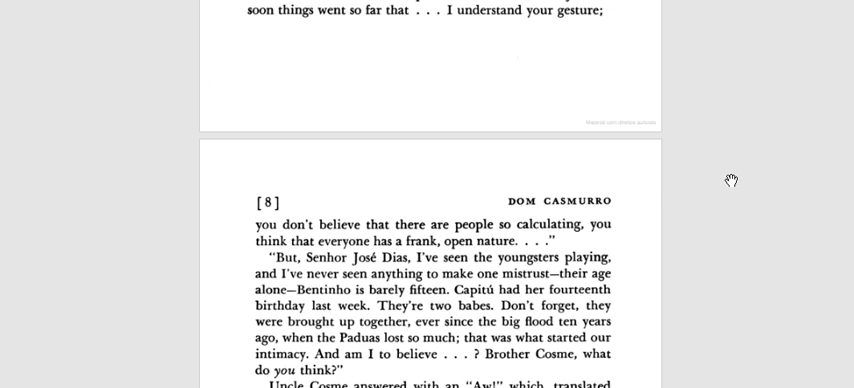 soon things went so far that . . . I understand your gesture;
Material com direitos autorais
[8] DOM CASMURRO
you don't believe that there are people so calculating, you
think that everyone has a frank, open nature. . . ."
"But, Senhor José Dias, I've seen the youngsters playing,
and I've never seen anything to make one mistrust—their age
alone—Bentinho is barely fifteen. Capitú had her fourteenth
birthday last week. They're two babes. Don't forget, they
were brought up together, ever since the big flood ten years
ago, when the Paduas lost so much; that was what started our
intimacy. And am I to believe . . . ? Brother Cosme, what
do you think?"
Uncle Cosme answered with an "Aw!" which, translated